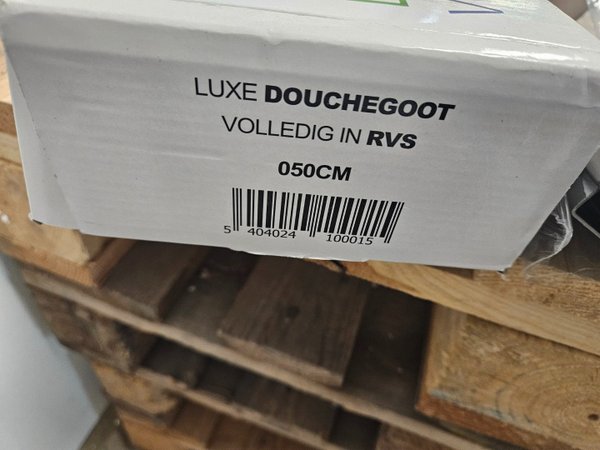 LUXE DOUCHEGOOT
VOLLEDIG IN RVS
050CM
5 404024 100015